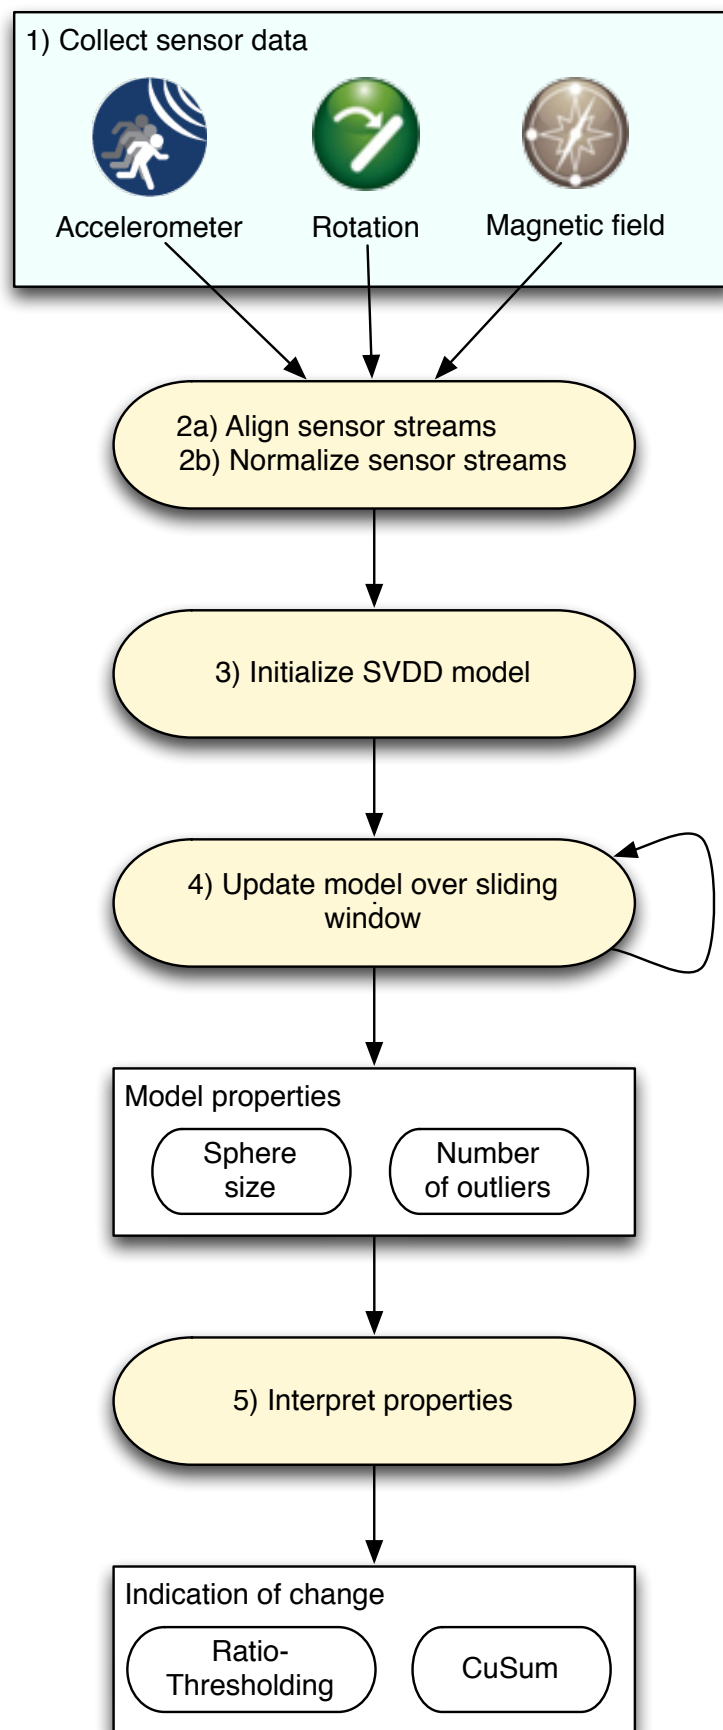 1) Collect sensor data
Accelerometer
Rotation
Magnetic field
2a) Align sensor streams
2b) Normalize sensor streams
3) Initialize SVDD model
4) Update model over sliding
window
Model properties
Sphere
size
Number
of outliers
5) Interpret properties
Indication of change
Ratio-
Thresholding
CuSum